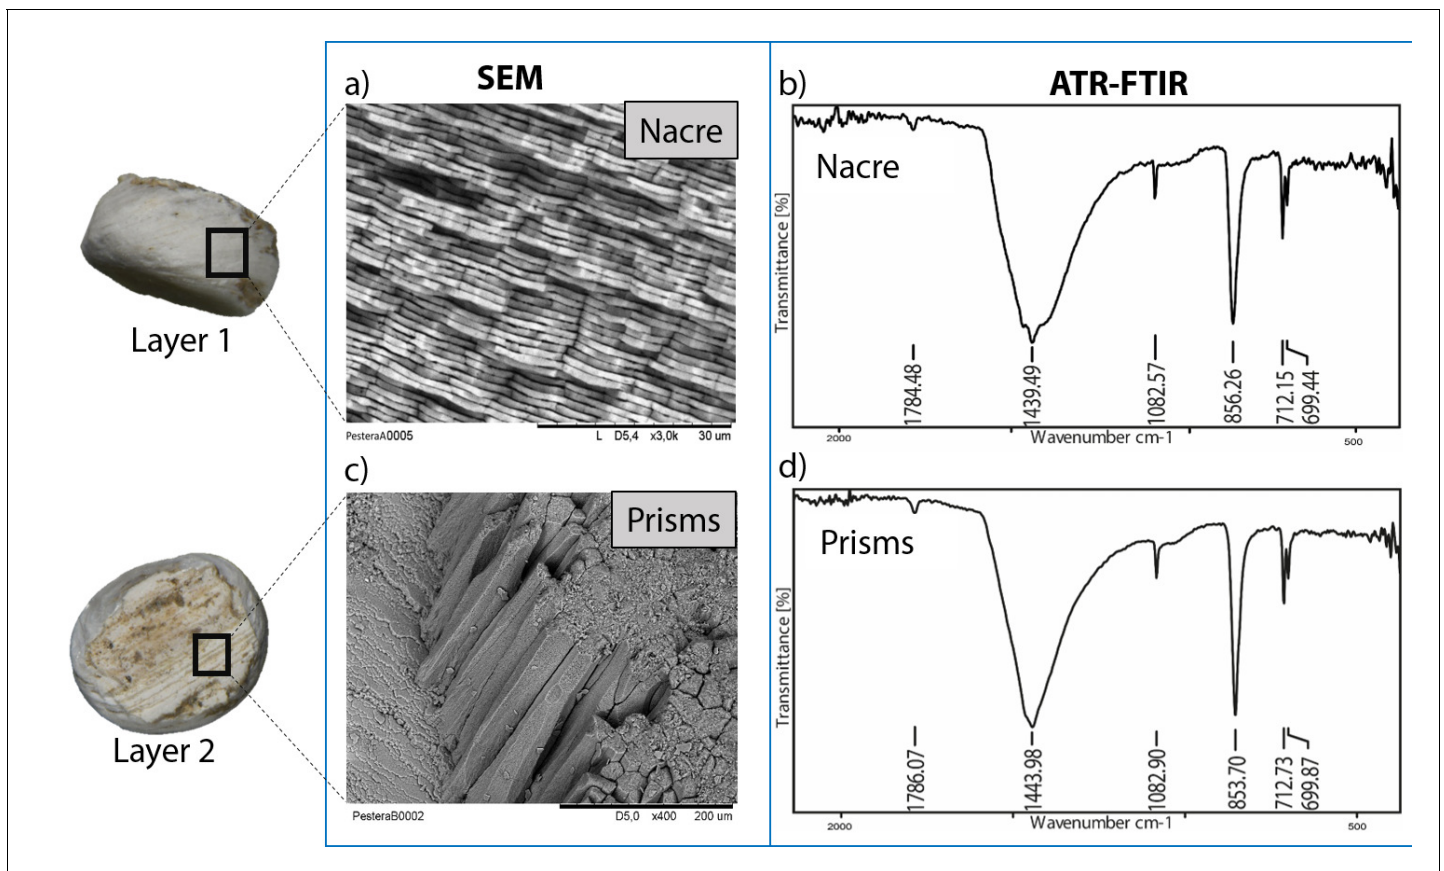 SEM
ATR-FTIR
a)
Nacre
PesteraA0005
L D5,4 x3,0k 30 um
b)
Nacre
Transmittance [%]
1784.48
1439.49
1082.57
856.26
712.15
699.44
2000
Wavenumber cm-1
500
Layer 1
c)
Prisms
PesteraB0002
D5,0 x400 200 um
d)
Prisms
Transmittance [%]
1786.07
1443.98
1082.90
853.70
712.73
699.87
2000
Wavenumber cm-1
500
Layer 2